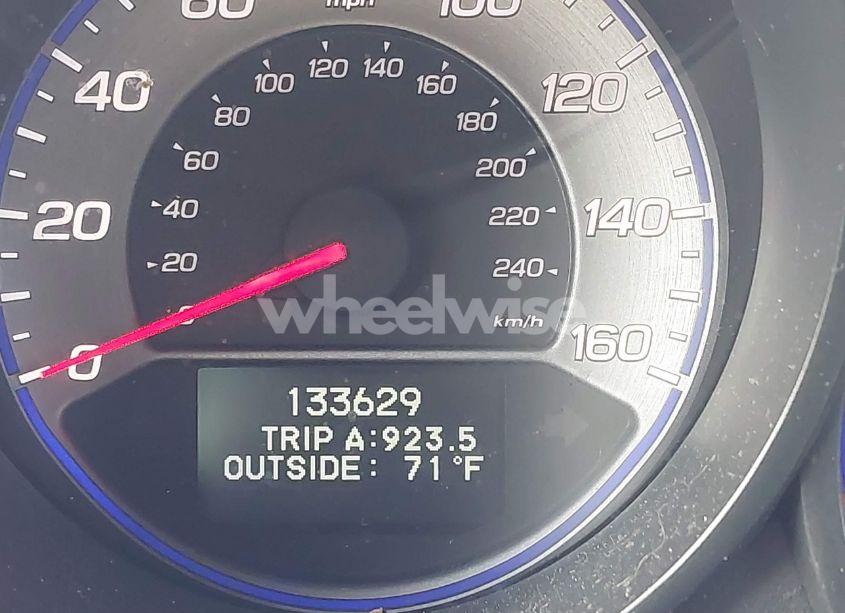 60 mph 100
40 120
20 140
0 160
100 120 140 160
80 180
60 200
40 220
20 240
0 km/h
wheelwise
133629
TRIP A:923.5
OUTSIDE: 71°F